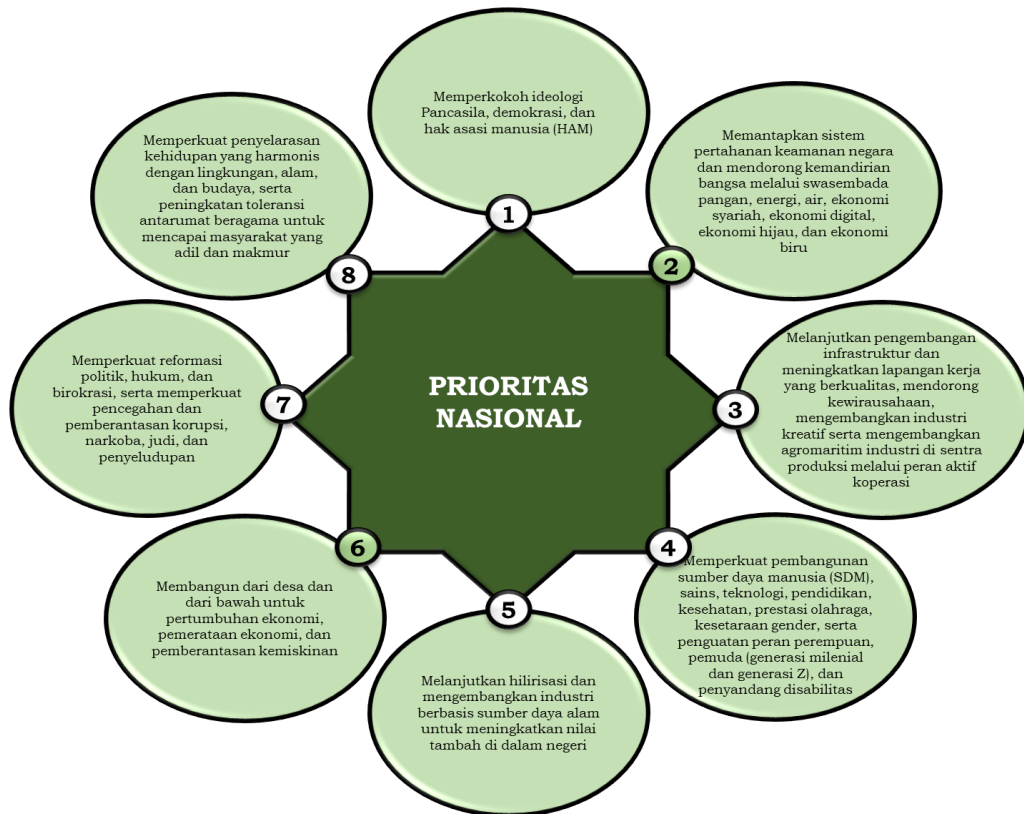 PRIORITAS
NASIONAL
1
Memperkokoh ideologi
Pancasila, demokrasi, dan
hak asasi manusia (HAM)
2
Memantapkan sistem
pertahanan keamanan negara
dan mendorong kemandirian
bangsa melalui swasembada
pangan, energi, air, ekonomi
syariah, ekonomi digital,
ekonomi hijau, dan ekonomi
biru
3
Melanjutkan pengembangan
infrastruktur dan
meningkatkan lapangan kerja
yang berkualitas, mendorong
kewirausahaan,
mengembangkan industri
kreatif serta mengembangkan
agromaritim industri di sentra
produksi melalui peran aktif
koperasi
4
Memperkuat pembangunan
sumber daya manusia (SDM),
sains, teknologi, pendidikan,
kesehatan, prestasi olahraga,
kesetaraan gender, serta
penguatan peran perempuan,
pemuda (generasi milenial
dan generasi Z), dan
penyandang disabilitas
5
Melanjutkan hilirisasi dan
mengembangkan industri
berbasis sumber daya alam
untuk meningkatkan nilai
tambah di dalam negeri
6
Membangun dari desa dan
dari bawah untuk
pertumbuhan ekonomi,
pemerataan ekonomi, dan
pemberantasan kemiskinan
7
Memperkuat reformasi
politik, hukum, dan
birokrasi, serta memperkuat
pencegahan dan
pemberantasan korupsi,
narkoba, judi, dan
penyeludupan
8
Memperkuat penyelarasan
kehidupan yang harmonis
dengan lingkungan, alam,
dan budaya, serta
peningkatan toleransi
antarumat beragama untuk
mencapai masyarakat yang
adil dan makmur